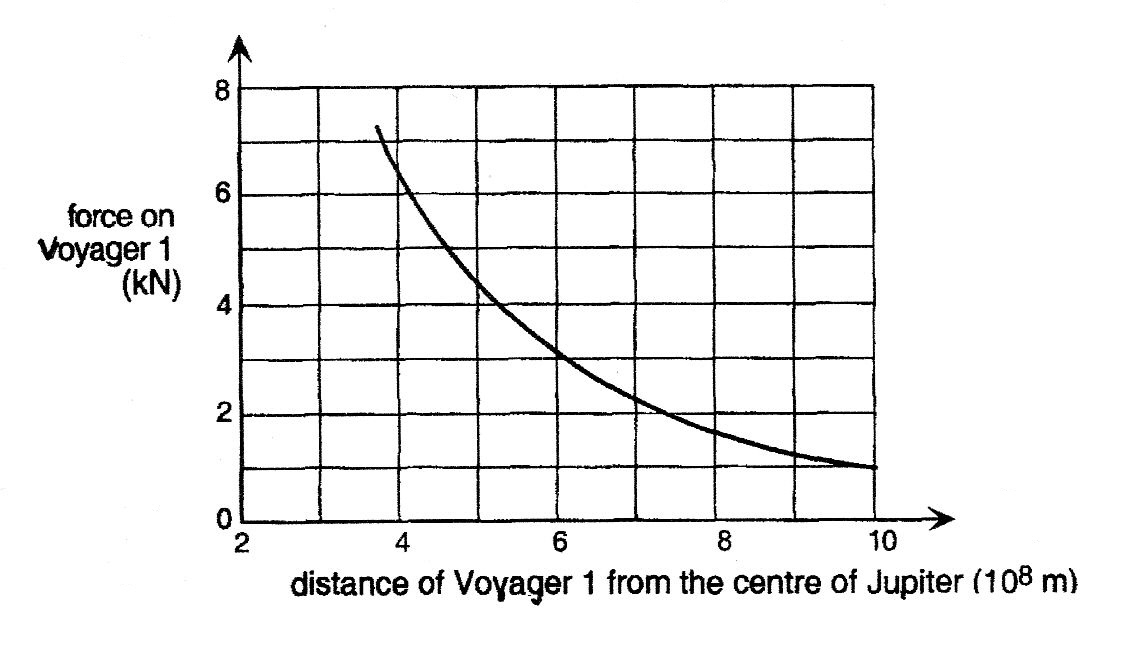 8
6
force on
Voyager 1
(kN)
4
2
0
2 4 6 8 10
distance of Voyager 1 from the centre of Jupiter (10⁸ m)